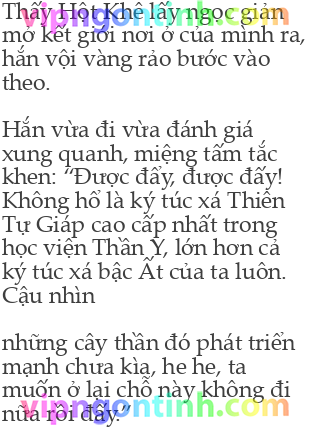 Thấy Hột Khê lấy ngọc giản
mở kết giới nơi ở của mình ra,
hắn vội vàng rảo bước vào
theo.
Hắn vừa đi vừa đánh giá
xung quanh, miệng tấm tắc
khen: “Được đấy, được đấy!
Không hổ là ký túc xá Thiên
Tự Giáp cao cấp nhất trong
học viện Thần Y, lớn hơn cả
ký túc xá bậc Ất của ta luôn.
Cậu nhìn
những cây thần đó phát triển
mạnh chưa kìa, he he, ta
muốn ở lại chỗ này không đi
nữa rồi đấy.”
vipngontinh.com
vipngontinh.com
vipngontinh.com
vipngontinh.com